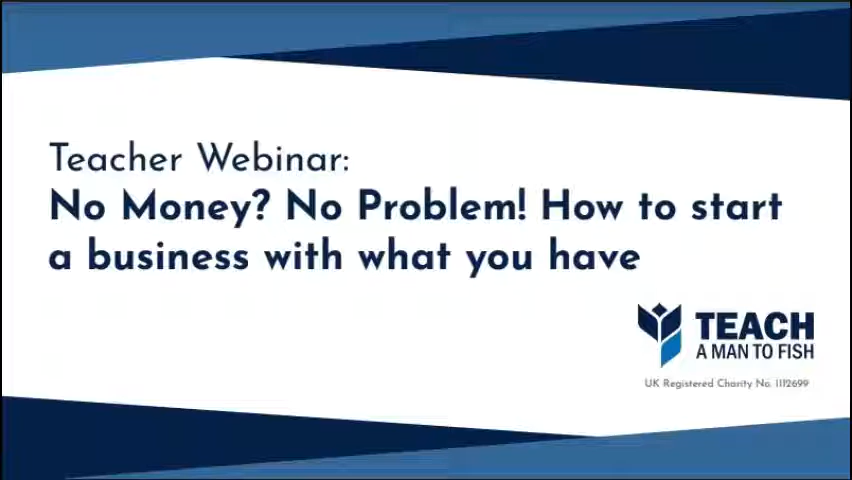 Teacher Webinar:
No Money? No Problem! How to start
a business with what you have
TEACH
A MAN TO FISH
UK Registered Charity No. 1112699